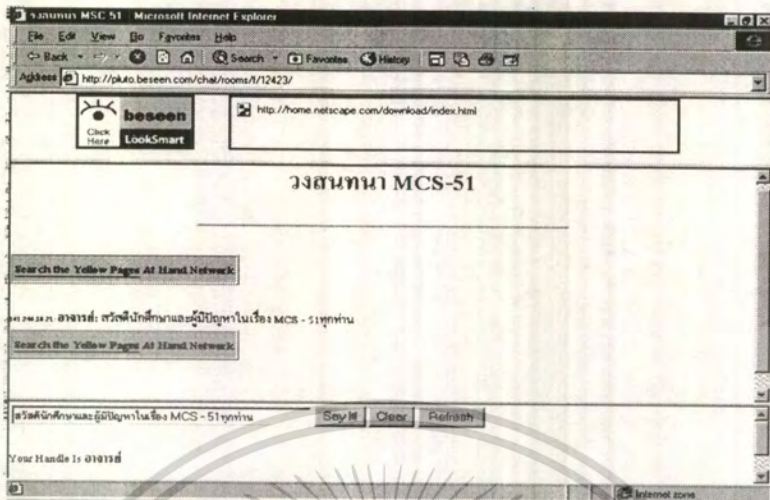 วงสนทนา MSC 51 Microsoft Internet Explorer
File Edit View Go Favorites Help
Back Search Favorites History
Address http://pluto.beseen.com/chat/rooms/f/12423/
Click Here beseen LookSmart
http://home.netscape.com/download/index.html
วงสนทนา MCS-51
Search the Yellow Pages At Hand Network
อาจารย์: สวัสดีนักศึกษาและผู้มีปัญหาในเรื่อง MCS - 51ทุกท่าน
Search the Yellow Pages At Hand Network
สวัสดีนักศึกษาและผู้มีปัญหาในเรื่อง MCS - 51ทุกท่าน Say It Clear Refresh
Your Handle Is อาจารย์
Internet zone